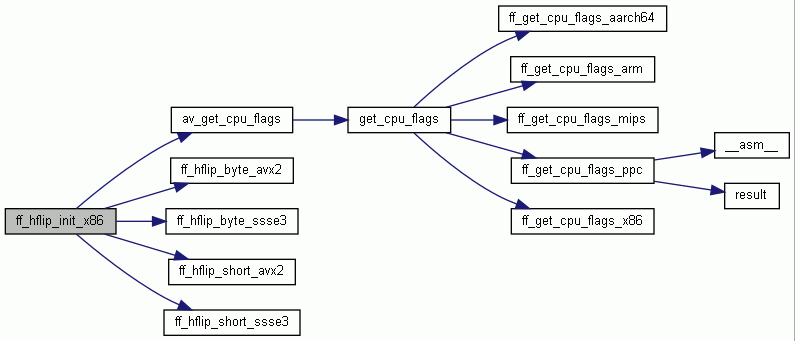 ff_get_cpu_flags_aarch64
ff_get_cpu_flags_arm
av_get_cpu_flags
get_cpu_flags
ff_get_cpu_flags_mips
__asm__
ff_hflip_byte_avx2
ff_get_cpu_flags_ppc
result
ff_hflip_init_x86
ff_hflip_byte_ssse3
ff_get_cpu_flags_x86
ff_hflip_short_avx2
ff_hflip_short_ssse3